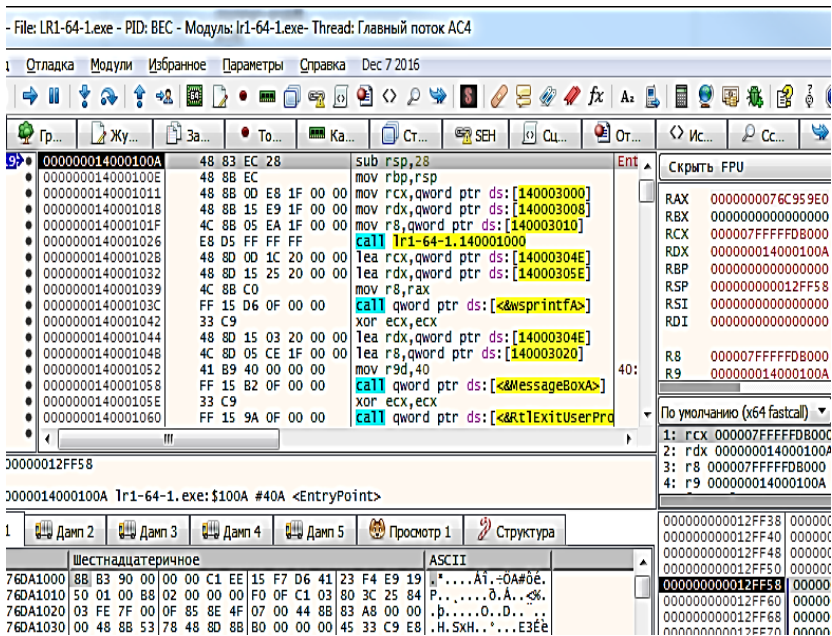 - File: LR1-64-1.exe - PID: BEC - Модуль: lr1-64-1.exe- Thread: Главный поток AC4
Отладка Модули Избранное Параметры Справка Dec 7 2016
Гр... Жу... За... То... Ка... Ст... SEH Сц... От... Ис... Сс...
000000014000100A 48 83 EC 28 sub rsp,28 Ent
000000014000100E 48 8B EC mov rbp,rsp
0000000140001011 48 8B 0D E8 1F 00 00 mov rcx,qword ptr ds:[140003000]
0000000140001018 48 8B 15 E9 1F 00 00 mov rdx,qword ptr ds:[140003008]
000000014000101F 4C 8B 05 EA 1F 00 00 mov r8,qword ptr ds:[140003010]
0000000140001026 E8 D5 FF FF FF call lr1-64-1.140001000
000000014000102B 48 8D 0D 1C 20 00 00 lea rcx,qword ptr ds:[14000304E]
0000000140001032 48 8D 15 25 20 00 00 lea rdx,qword ptr ds:[14000305E]
0000000140001039 4C 8B C0 mov r8,rax
000000014000103C FF 15 D6 0F 00 00 call qword ptr ds:[<&wsprintfA>]
0000000140001042 33 C9 xor ecx,ecx
0000000140001044 48 8D 15 03 20 00 00 lea rdx,qword ptr ds:[14000304E]
000000014000104B 4C 8D 05 CE 1F 00 00 lea r8,qword ptr ds:[140003020]
0000000140001052 41 B9 40 00 00 00 mov r9d,40 40:
0000000140001058 FF 15 B2 0F 00 00 call qword ptr ds:[<&MessageBoxA>]
000000014000105E 33 C9 xor ecx,ecx
0000000140001060 FF 15 9A 0F 00 00 call qword ptr ds:[<&RtlExitUserPro
Скрыть FPU
RAX 0000000076C959E0
RBX 0000000000000000
RCX 000007FFFFFDB000
RDX 000000014000100A
RBP 0000000000000000
RSP 000000000012FF58
RSI 0000000000000000
RDI 0000000000000000
R8 000007FFFFFDB000
R9 000000014000100A
По умолчанию (x64 fastcall)
1: rcx 000007FFFFFDB000
2: rdx 000000014000100A
3: r8 000007FFFFFDB000
4: r9 000000014000100A
00000012FF58
0000014000100A lr1-64-1.exe:$100A #40A <EntryPoint>
1 Дамп 2 Дамп 3 Дамп 4 Дамп 5 Просмотр 1 Структура
Шестнадцатеричное ASCII
76DA1000 8B B3 90 00 00 00 C1 EE 15 F7 D6 41 23 F4 E9 19
76DA1010 50 01 00 B8 02 00 00 00 F0 0F C1 03 80 3C 25 84
76DA1020 03 FE 7F 00 0F 85 8E 4F 07 00 44 8B 83 A8 00 00
76DA1030 00 48 8B 53 78 48 8D 8B B0 00 00 00 45 33 C9 E8
000000000012FF38 00000
000000000012FF40 00000
000000000012FF48 00000
000000000012FF50 00000
000000000012FF58 00000
000000000012FF60 00000
000000000012FF68 00000
000000000012FF70 00000